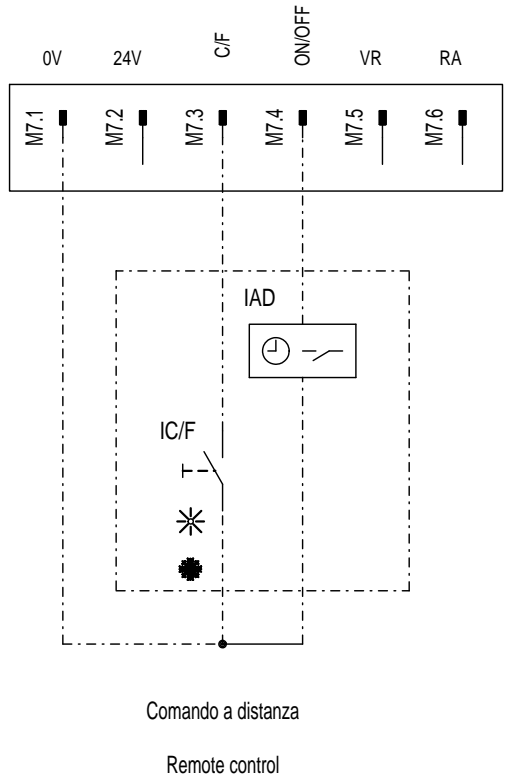 0V 24V C/F ON/OFF VR RA
M7.1 M7.2 M7.3 M7.4 M7.5 M7.6
IAD
IC/F
Comando a distanza
Remote control